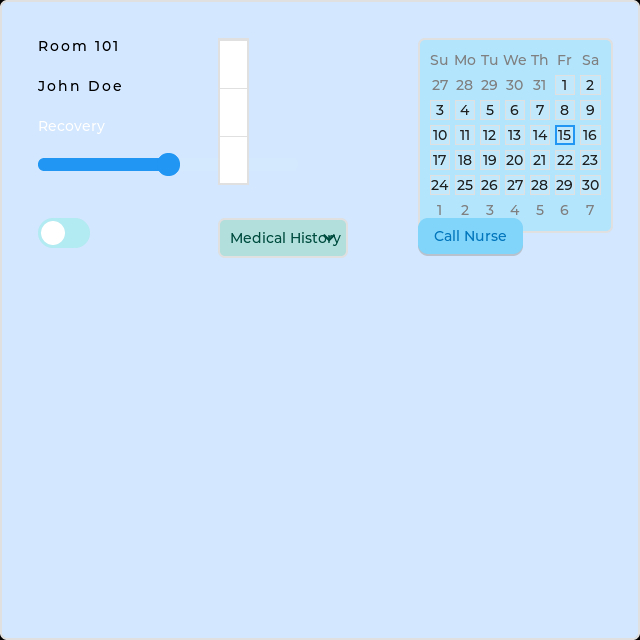 Room 101
John Doe
Recovery
Su Mo Tu We Th Fr Sa
27 28 29 30 31 1 2
3 4 5 6 7 8 9
10 11 12 13 14 15 16
17 18 19 20 21 22 23
24 25 26 27 28 29 30
1 2 3 4 5 6 7
Medical History
Call Nurse